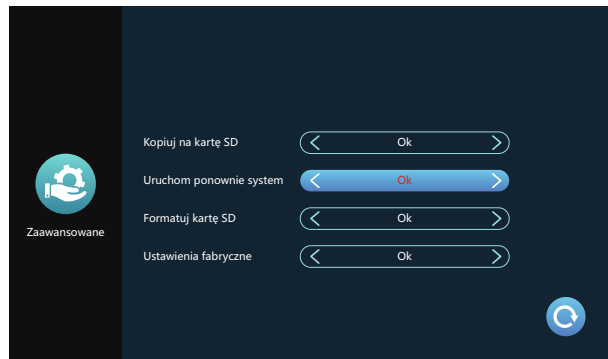 Kopiuj na kartę SD
Ok
Uruchom ponownie system
Ok
Formatuj kartę SD
Ok
Ustawienia fabryczne
Ok
Zaawansowane